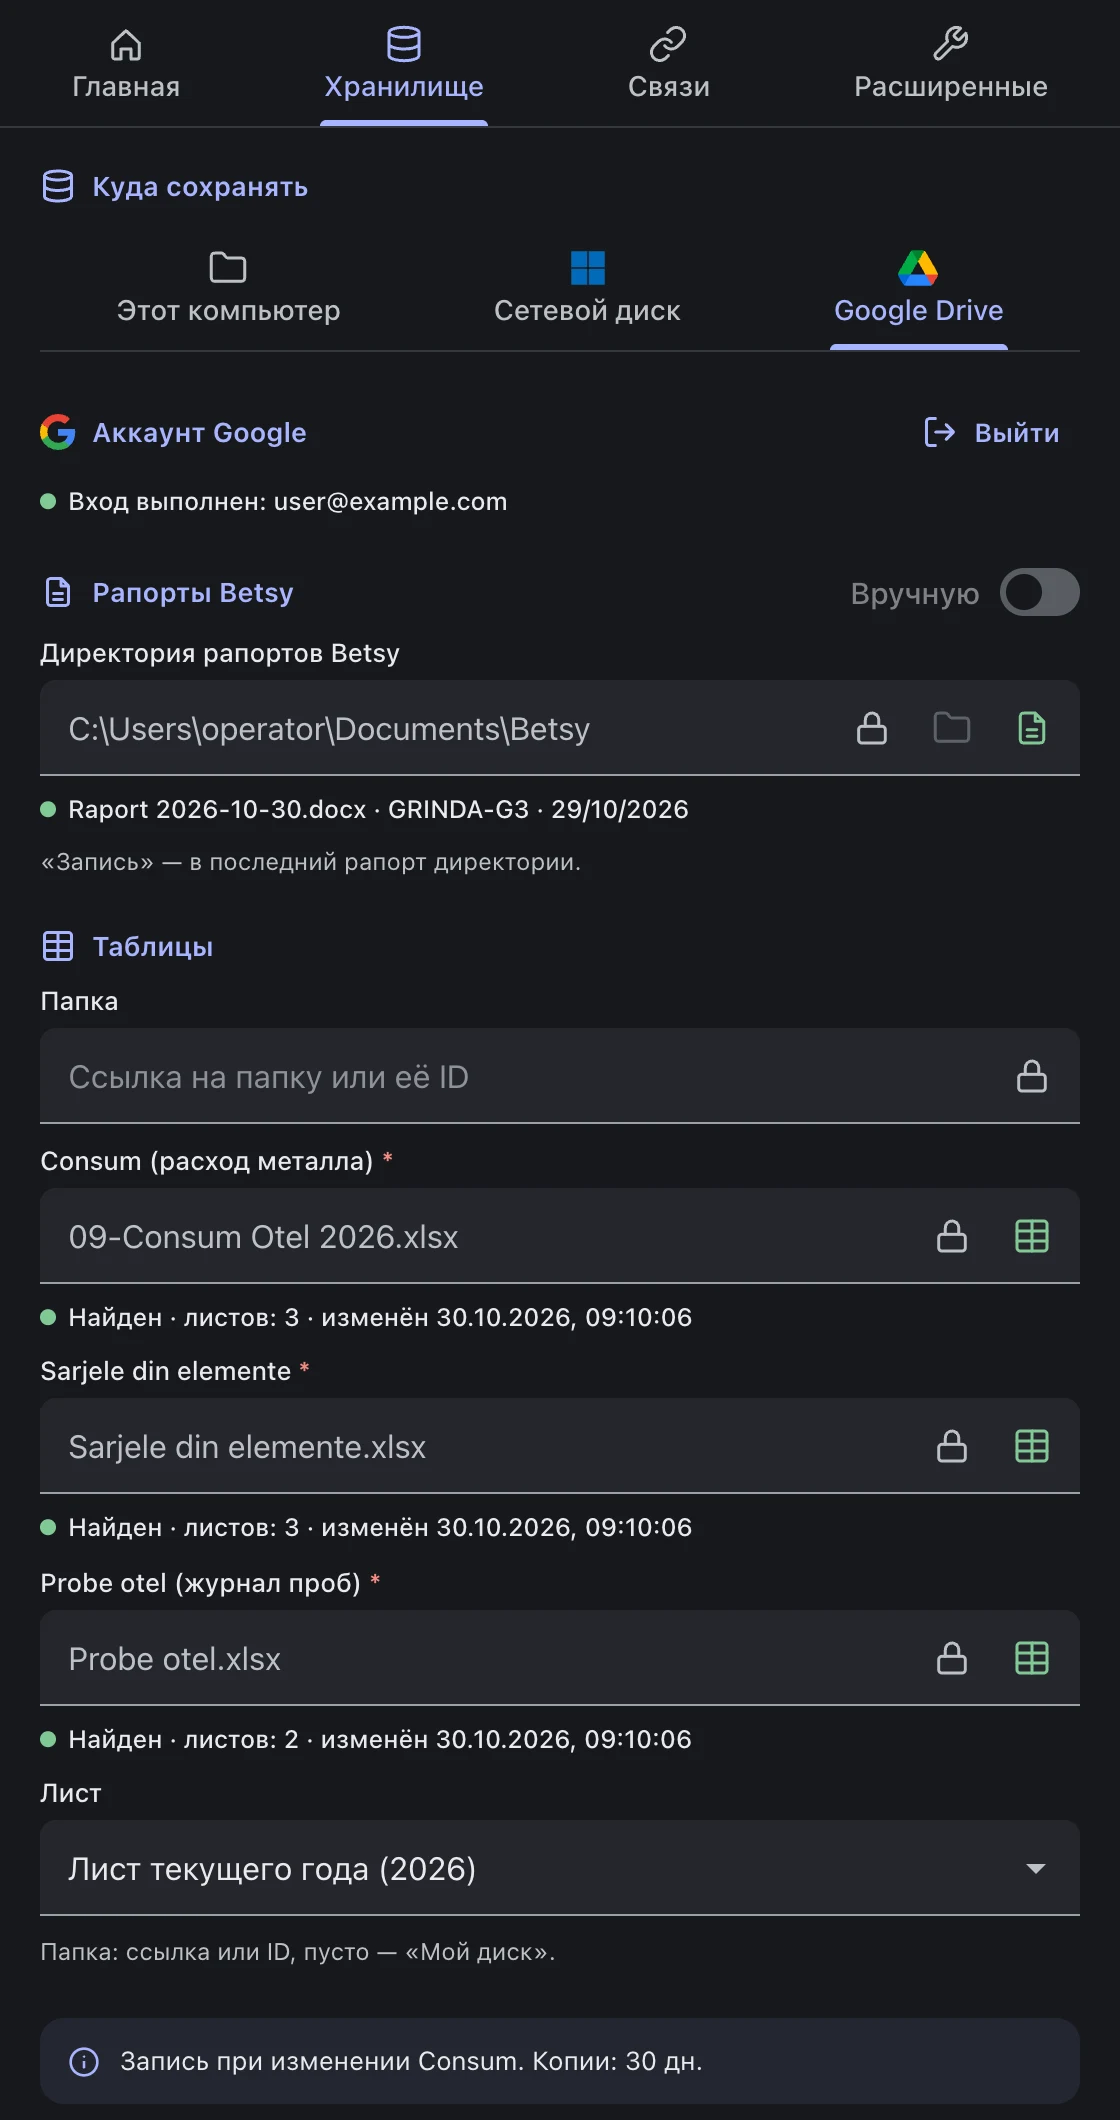 Главная
Хранилище
Связи
Расширенные
Куда сохранять
Этот компьютер
Сетевой диск
Google Drive
Аккаунт Google
Выйти
Вход выполнен: user@example.com
Рапорты Betsy
Вручную
Директория рапортов Betsy
C:\Users\operator\Documents\Betsy
Raport 2026-10-30.docx · GRINDA-G3 · 29/10/2026
«Запись» — в последний рапорт директории.
Таблицы
Папка
Ссылка на папку или её ID
Consum (расход металла) *
09-Consum Otel 2026.xlsx
Найден · листов: 3 · изменён 30.10.2026, 09:10:06
Sarjele din elemente *
Sarjele din elemente.xlsx
Найден · листов: 3 · изменён 30.10.2026, 09:10:06
Probe otel (журнал проб) *
Probe otel.xlsx
Найден · листов: 2 · изменён 30.10.2026, 09:10:06
Лист
Лист текущего года (2026)
Папка: ссылка или ID, пусто — «Мой диск».
Запись при изменении Consum. Копии: 30 дн.